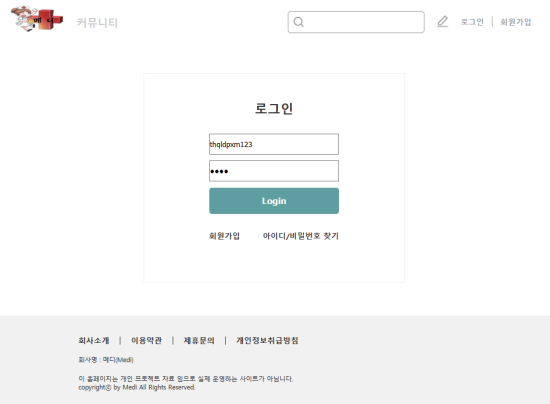 메디
커뮤니티
로그인 | 회원가입
로그인
thqldpxm123
••••
Login
회원가입 아이디/비밀번호 찾기
회사소개 | 이용약관 | 제휴문의 | 개인정보취급방침
회사명 : 메디(Medi)
이 홈페이지는 개인 프로젝트 자료 임으로 실제 운영하는 사이트가 아닙니다.
copyright© by Medi All Rights Reserved.